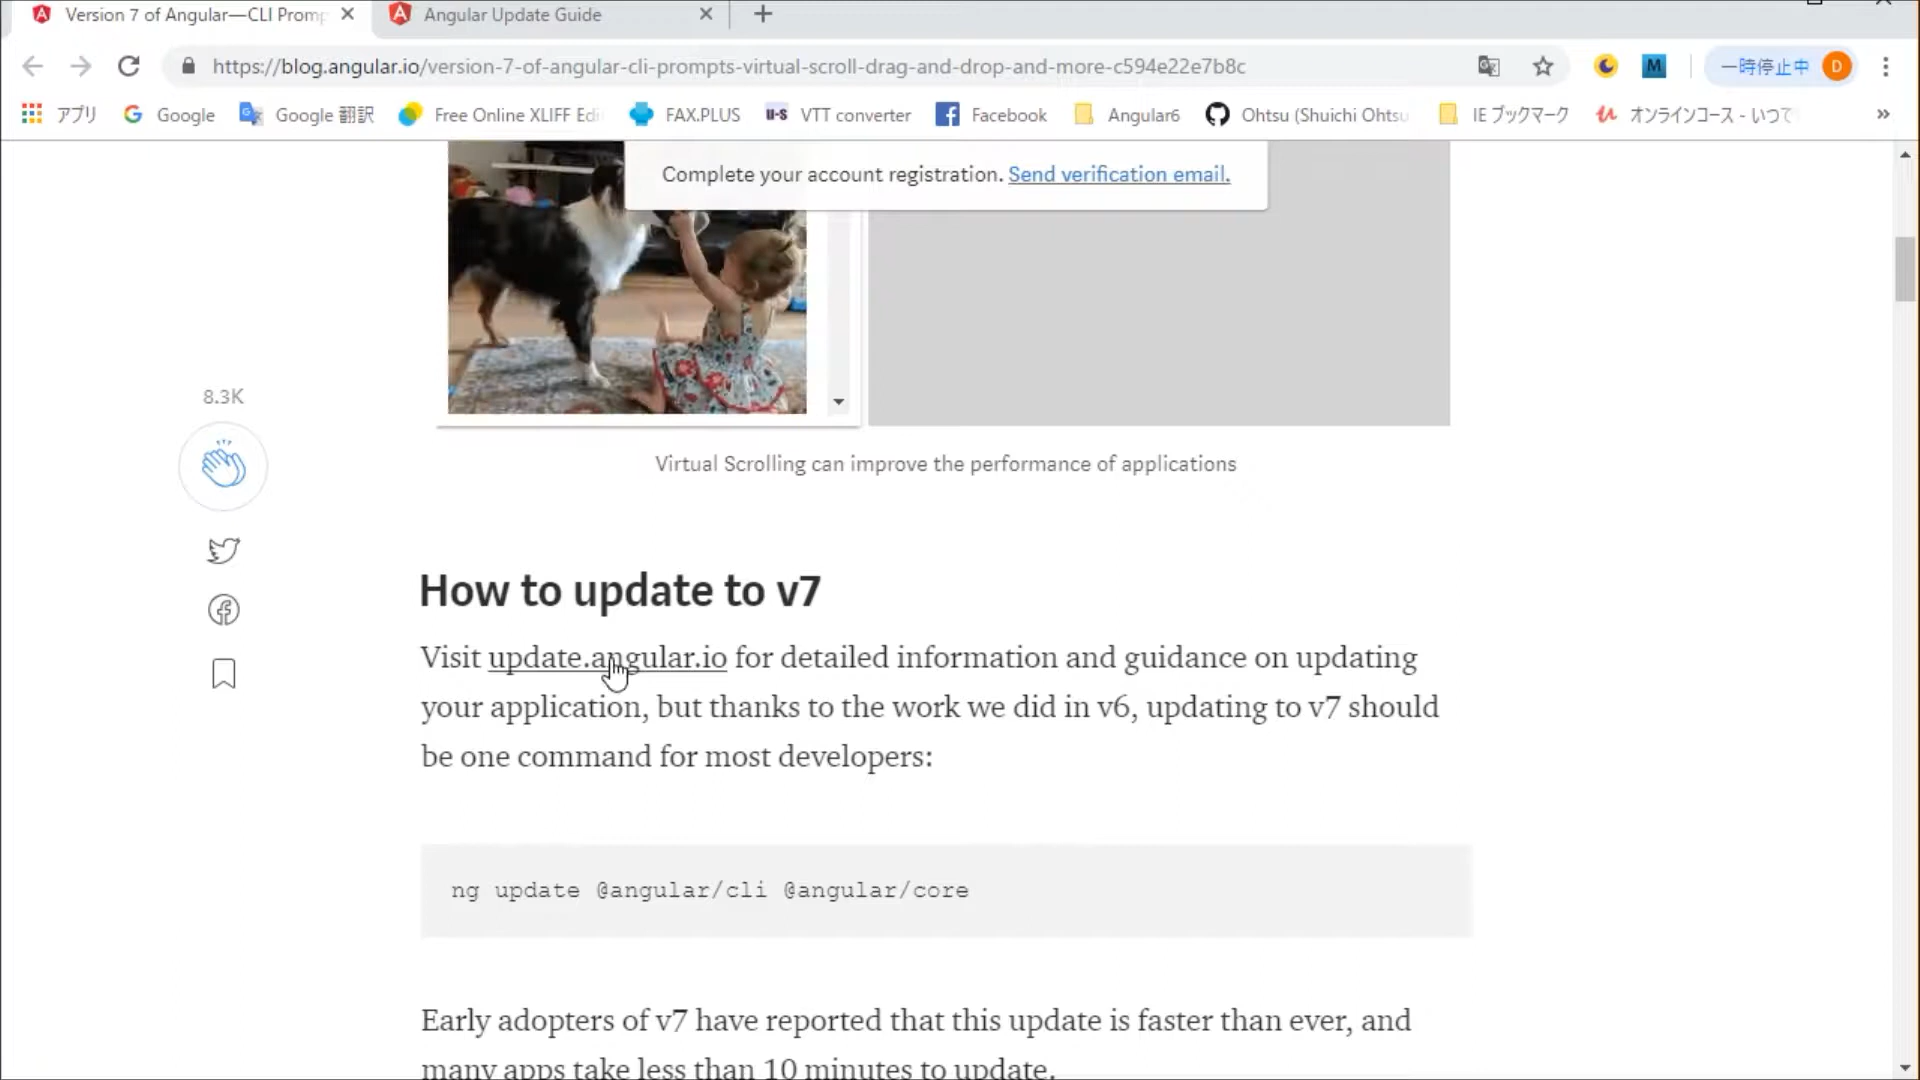 Version 7 of Angular—CLI Promp
Angular Update Guide
https://blog.angular.io/version-7-of-angular-cli-prompts-virtual-scroll-drag-and-drop-and-more-c594e22e7b8c
一時停止中
D
M
アプリ
Google
Google 翻訳
Free Online XLIFF Edi
FAX.PLUS
U-S
VTT converter
Facebook
Angular6
Ohtsu (Shuichi Ohtsu
IE ブックマーク
オンラインコース - いつで
Complete your account registration. Send verification email.
8.3K
Virtual Scrolling can improve the performance of applications
How to update to v7
Visit update.angular.io for detailed information and guidance on updating
your application, but thanks to the work we did in v6, updating to v7 should
be one command for most developers:
ng update @angular/cli @angular/core
Early adopters of v7 have reported that this update is faster than ever, and
many apps take less than 10 minutes to update.